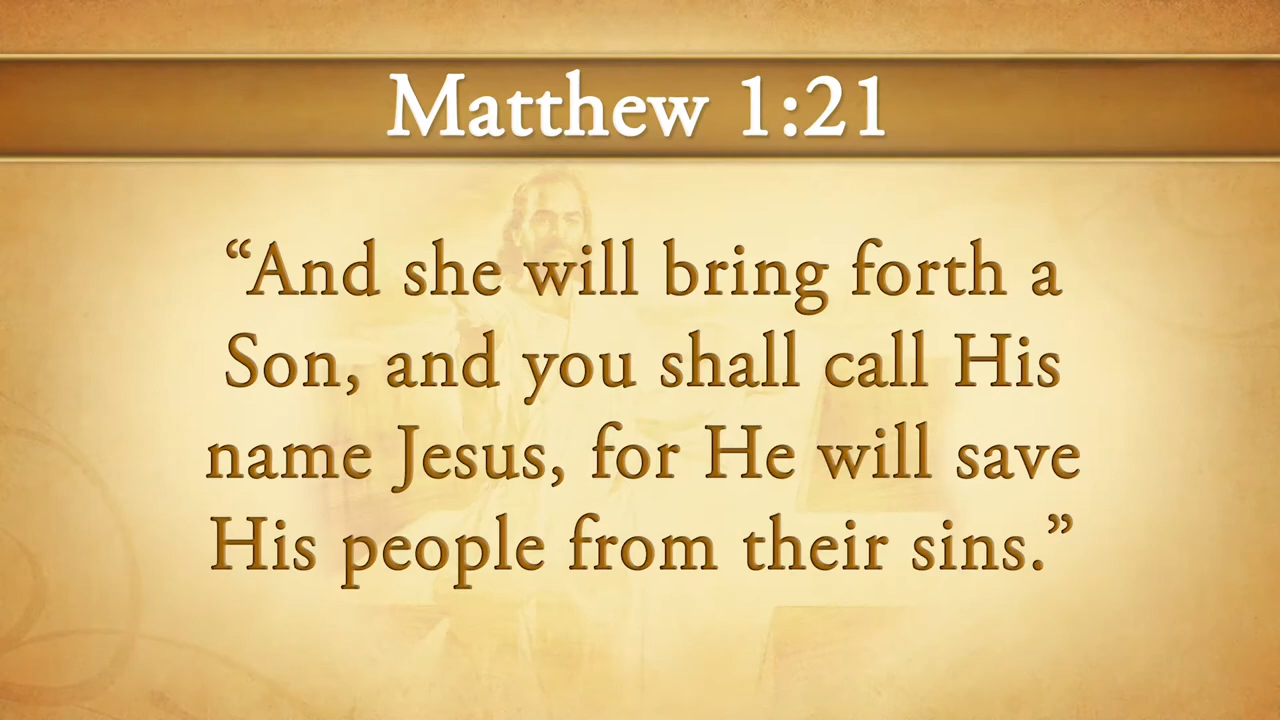 Matthew 1:21
“And she will bring forth a
Son, and you shall call His
name Jesus, for He will save
His people from their sins.”